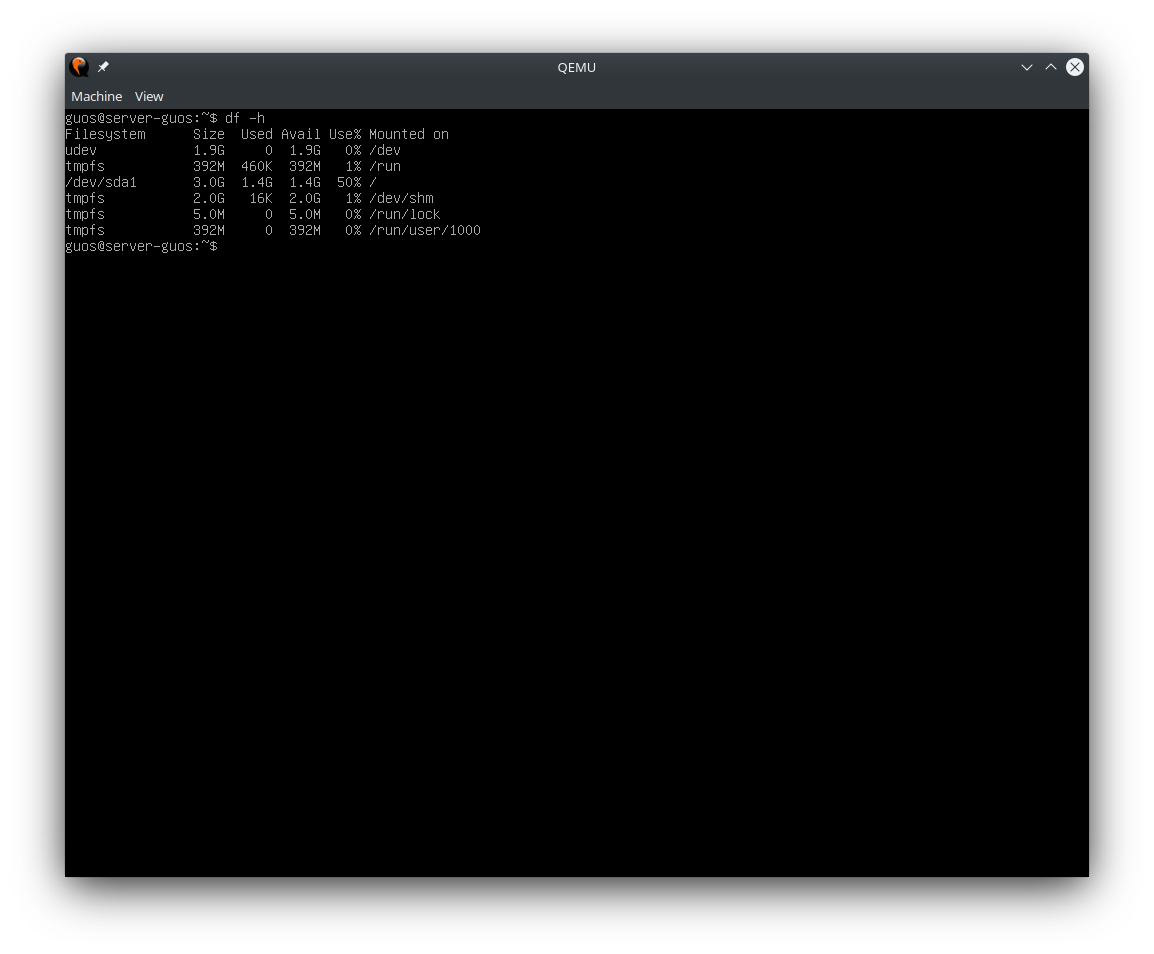 QEMU
Machine View
guos@server-guos:~$ df -h
Filesystem      Size  Used Avail Use% Mounted on
udev            1.9G     0  1.9G   0% /dev
tmpfs           392M  460K  392M   1% /run
/dev/sda1       3.0G  1.4G  1.4G  50% /
tmpfs           2.0G   16K  2.0G   1% /dev/shm
tmpfs           5.0M     0  5.0M   0% /run/lock
tmpfs           392M     0  392M   0% /run/user/1000
guos@server-guos:~$